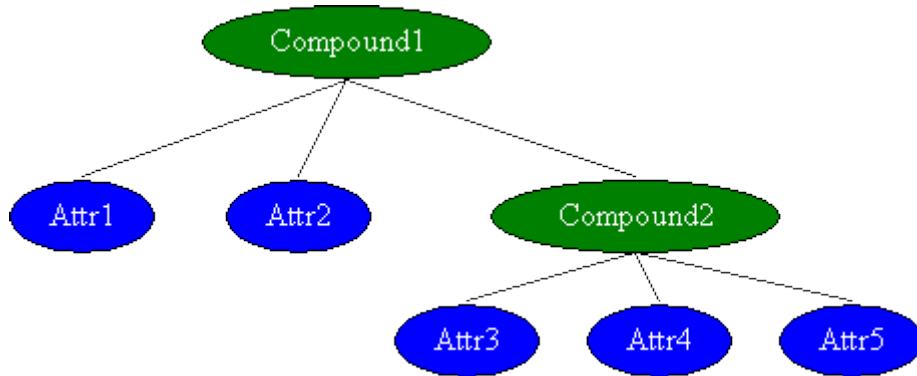 Compound1
Attr1
Attr2
Compound2
Attr3
Attr4
Attr5